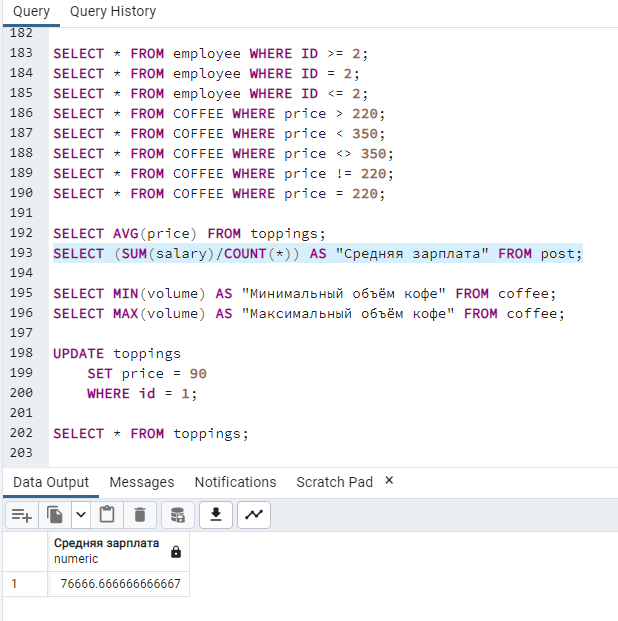 Query Query History
182
183 SELECT * FROM employee WHERE ID >= 2;
184 SELECT * FROM employee WHERE ID = 2;
185 SELECT * FROM employee WHERE ID <= 2;
186 SELECT * FROM COFFEE WHERE price > 220;
187 SELECT * FROM COFFEE WHERE price < 350;
188 SELECT * FROM COFFEE WHERE price <> 350;
189 SELECT * FROM COFFEE WHERE price != 220;
190 SELECT * FROM COFFEE WHERE price = 220;
191
192 SELECT AVG(price) FROM toppings;
193 SELECT (SUM(salary)/COUNT(*)) AS "Средняя зарплата" FROM post;
194
195 SELECT MIN(volume) AS "Минимальный объём кофе" FROM coffee;
196 SELECT MAX(volume) AS "Максимальный объём кофе" FROM coffee;
197
198 UPDATE toppings
199 SET price = 90
200 WHERE id = 1;
201
202 SELECT * FROM toppings;
203
Data Output Messages Notifications Scratch Pad ×
Средняя зарплата
numeric
1 76666.666666666667